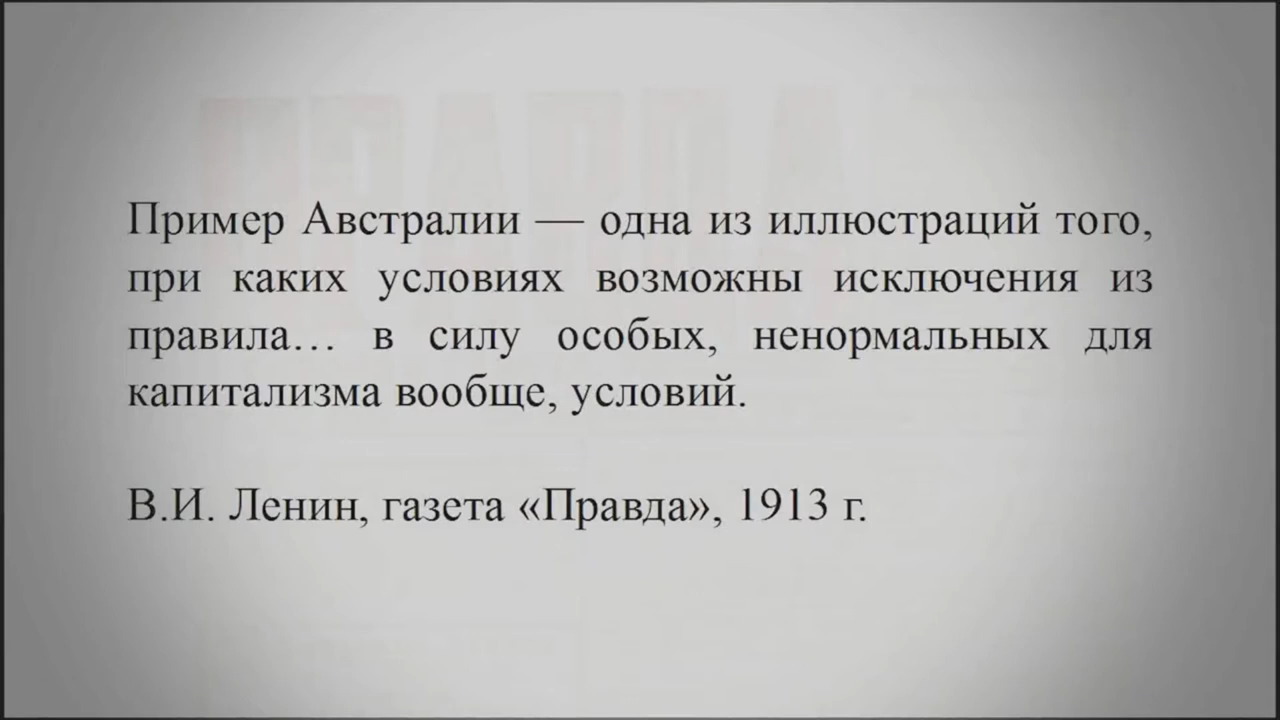 Пример Австралии — одна из иллюстраций того,
при каких условиях возможны исключения из
правила… в силу особых, ненормальных для
капитализма вообще, условий.
В.И. Ленин, газета «Правда», 1913 г.